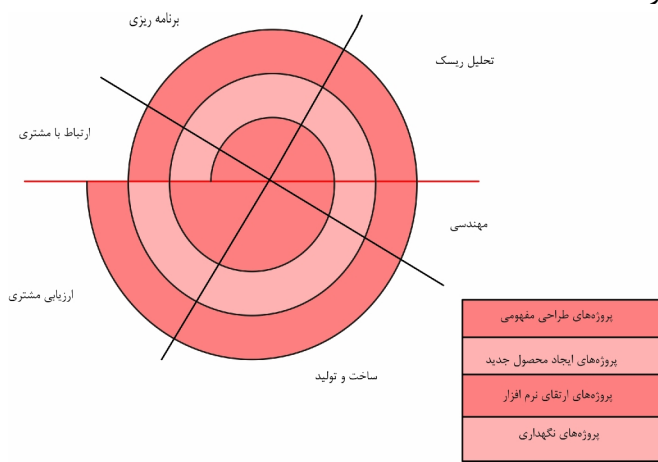 برنامه ریزی
تحلیل ریسک
ارتباط با مشتری
مهندسی
ارزیابی مشتری
ساخت و تولید
پروژه‌های طراحی مفهومی
پروژه‌های ایجاد محصول جدید
پروژه‌های ارتقای نرم افزار
پروژه‌های نگهداری